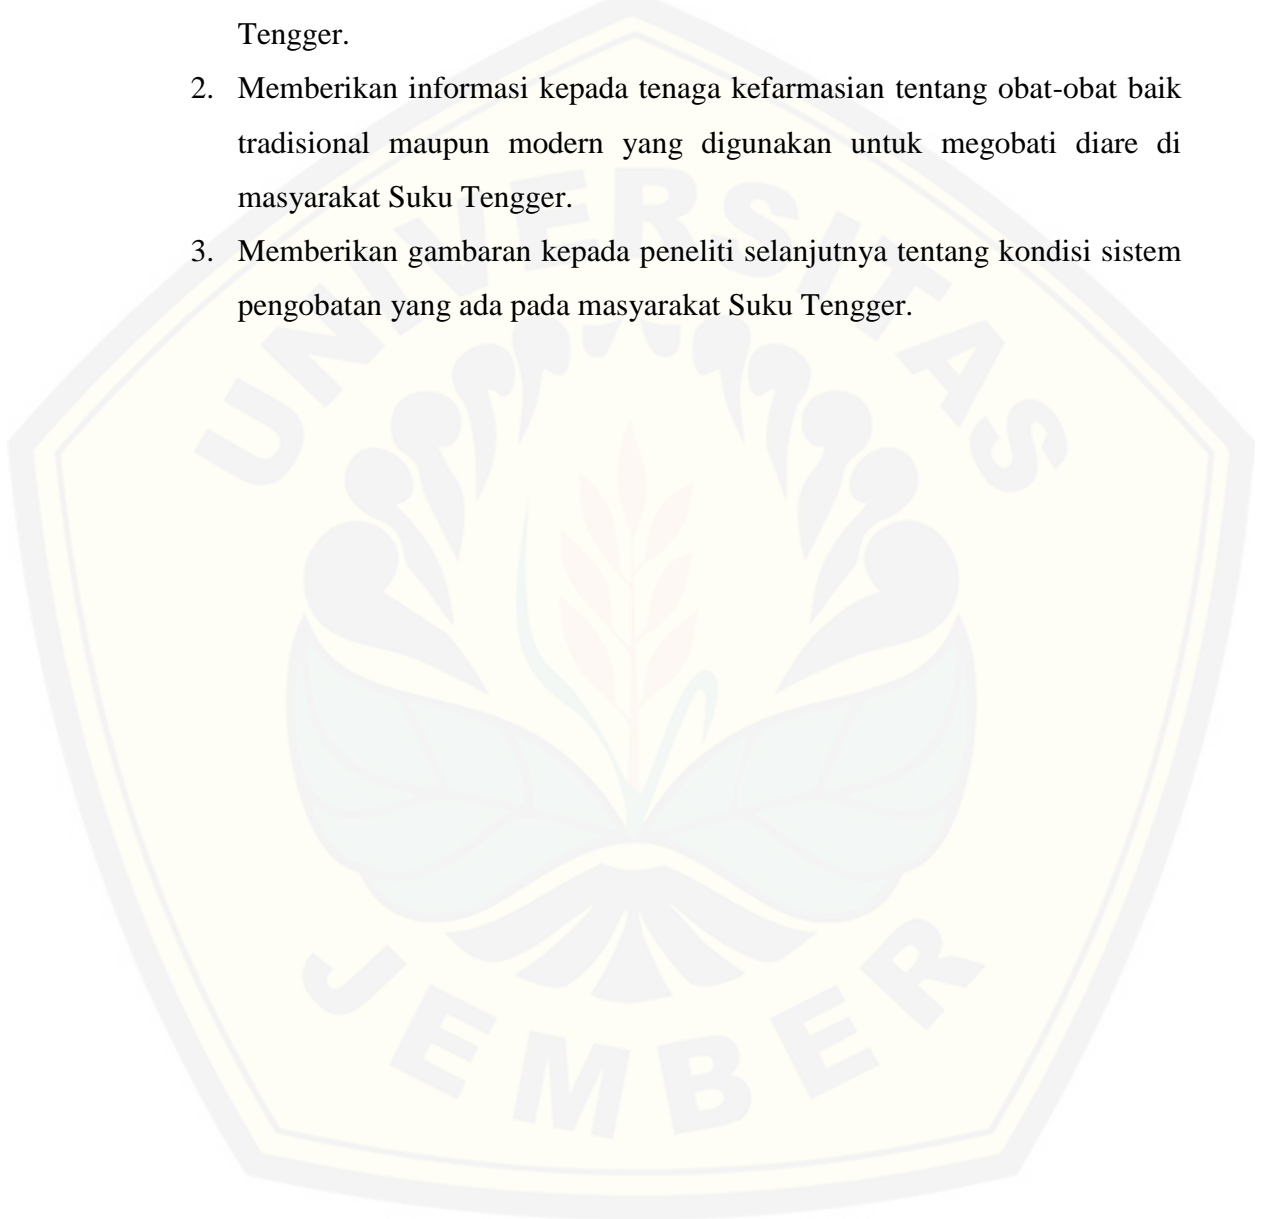 Tengger.
2. Memberikan informasi kepada tenaga kefarmasian tentang obat-obat baik
tradisional maupun modern yang digunakan untuk megobati diare di
masyarakat Suku Tengger.
3. Memberikan gambaran kepada peneliti selanjutnya tentang kondisi sistem
pengobatan yang ada pada masyarakat Suku Tengger.
UNIVERSITAS
JEMBER